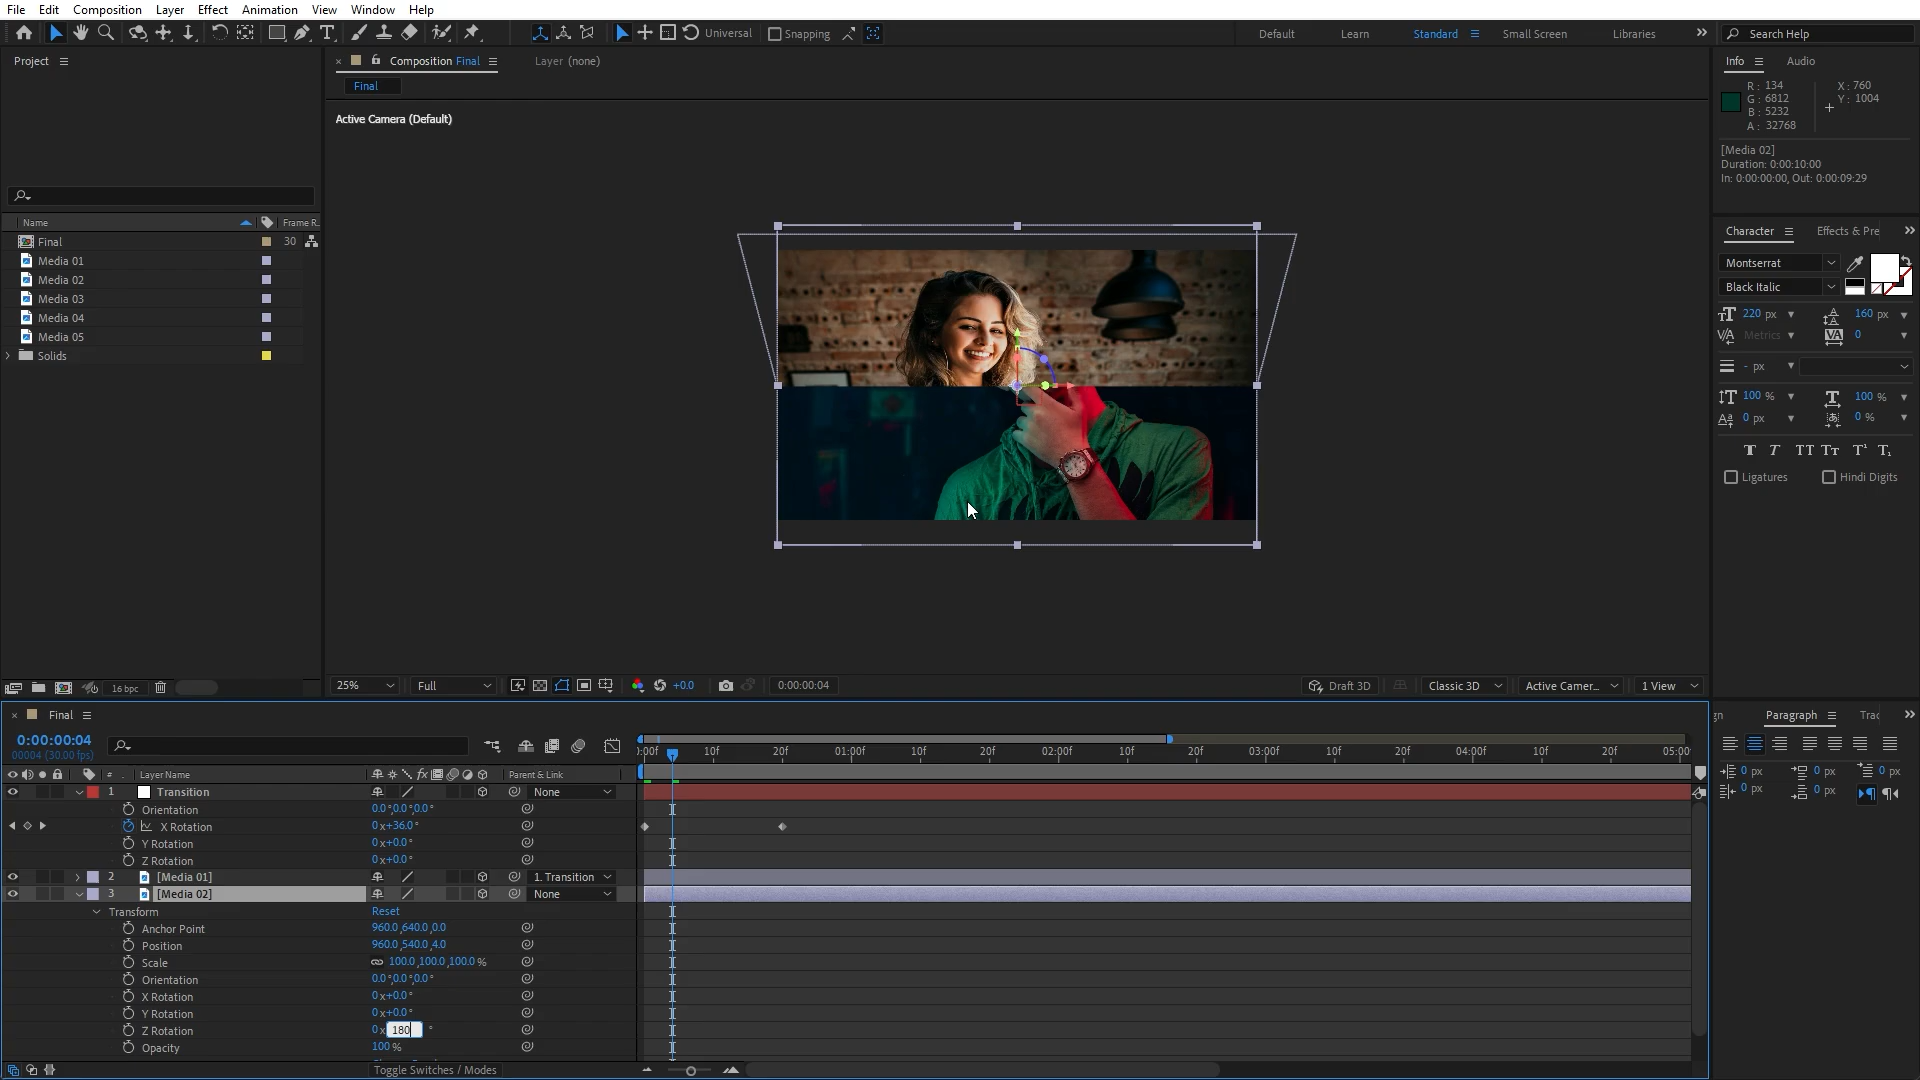 File Edit Composition Layer Effect Animation View Window Help
Universal Snapping Default Learn Standard Small Screen Libraries Search Help
Project
Composition Final Layer (none)
Final
Active Camera (Default)
Name Frame R
Final 30
Media 01
Media 02
Media 03
Media 04
Media 05
Solids
16 bpc
25% Full +0.0 0:00:00:04 Draft 3D Classic 3D Active Camer... 1 View
Info Audio
R: 134 X: 760
G: 6812 Y: 1004
B: 5232
A: 32768
[Media 02]
Duration: 0:00:10:00
In: 0:00:00:00, Out: 0:00:09:29
Character Effects & Pre
Montserrat
Black Italic
220 px 160 px
Metrics 0
- px
100 % 100 %
0 px 0 %
T T TT Tt T¹ T₁
Ligatures Hindi Digits
gn Paragraph Trac
0 px 0 px 0 px
0 px 0 px
Final
0:00:00:04
00004 (30.00 fps)
):00f 10f 20f 01:00f 10f 20f 02:00f 10f 20f 03:00f 10f 20f 04:00f 10f 20f 05:00
# Layer Name fx Parent & Link
1 Transition None
Orientation 0.0°,0.0°,0.0°
X Rotation 0x+36.0°
Y Rotation 0x+0.0°
Z Rotation 0x+0.0°
2 [Media 01] 1. Transition
3 [Media 02] None
Transform Reset
Anchor Point 960.0,640.0,0.0
Position 960.0,540.0,4.0
Scale 100.0,100.0,100.0%
Orientation 0.0°,0.0°,0.0°
X Rotation 0x+0.0°
Y Rotation 0x+0.0°
Z Rotation 0x 180 °
Opacity 100%
Toggle Switches / Modes